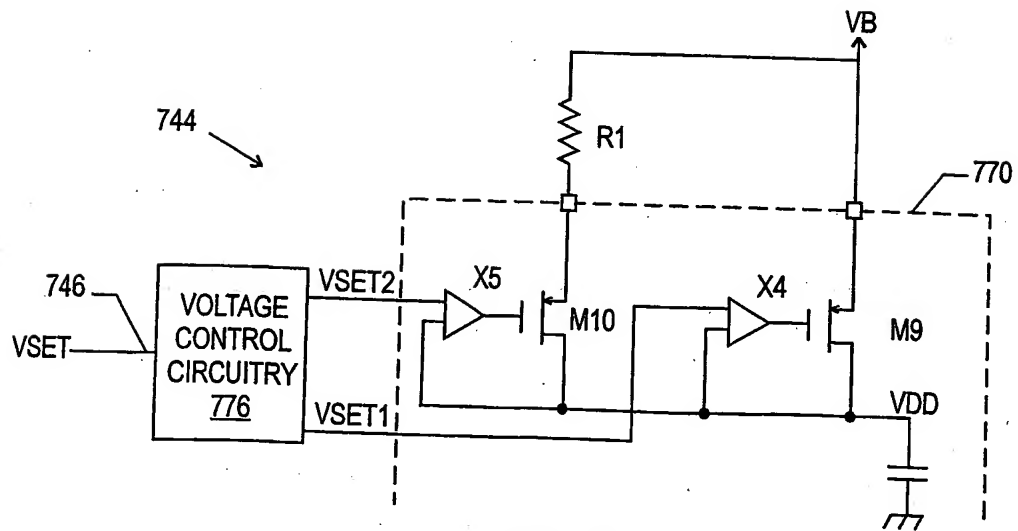 VB
744
R1
770
746
VSET2
X5
X4
VOLTAGE
CONTROL
CIRCUITRY
776
M10
M9
VSET
VSET1
VDD